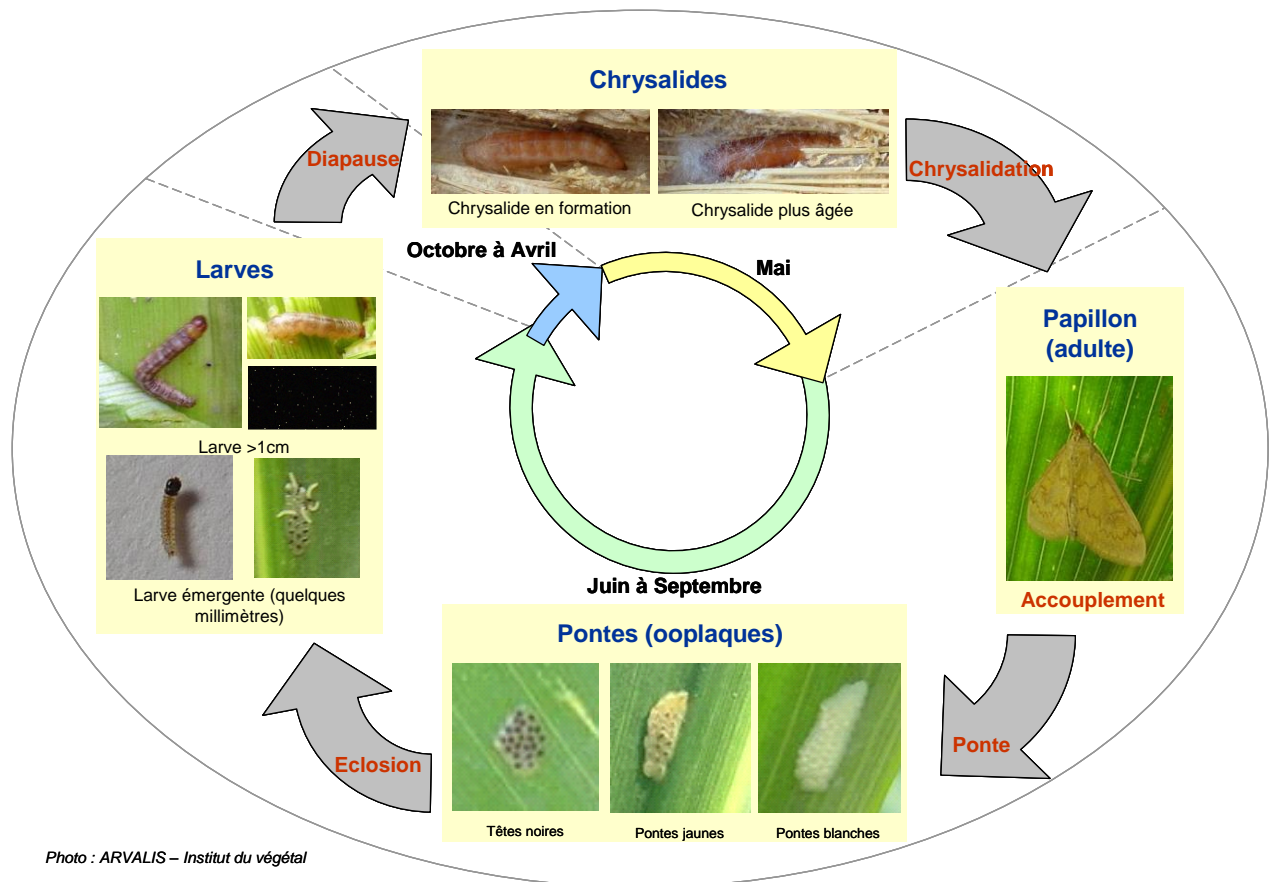 Chrysalides
Chrysalide en formation
Chrysalide plus âgée
Diapause
Chrysalidation
Octobre à Avril
Mai
Larves
Larve >1cm
Larve émergente (quelques
millimètres)
Papillon
(adulte)
Accouplement
Juin à Septembre
Pontes (ooplaques)
Têtes noires
Pontes jaunes
Pontes blanches
Ponte
Eclosion
Photo : ARVALIS – Institut du végétal